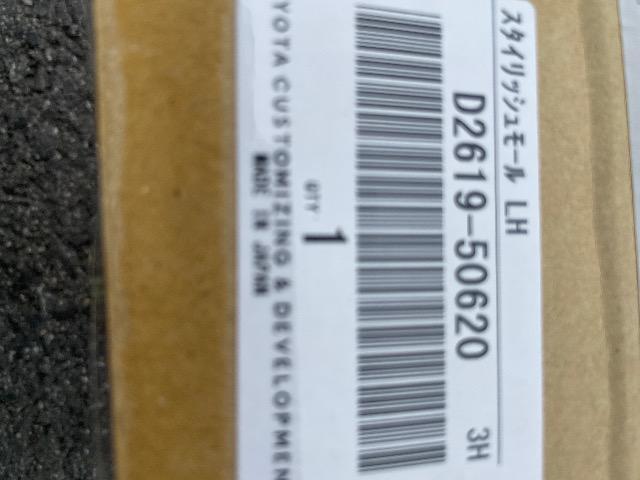 スタイリッシュモール LH
D2619-50620 3H
QTY
1
YOTA CUSTOMIZING & DEVELOPMEN
MADE IN JAPAN